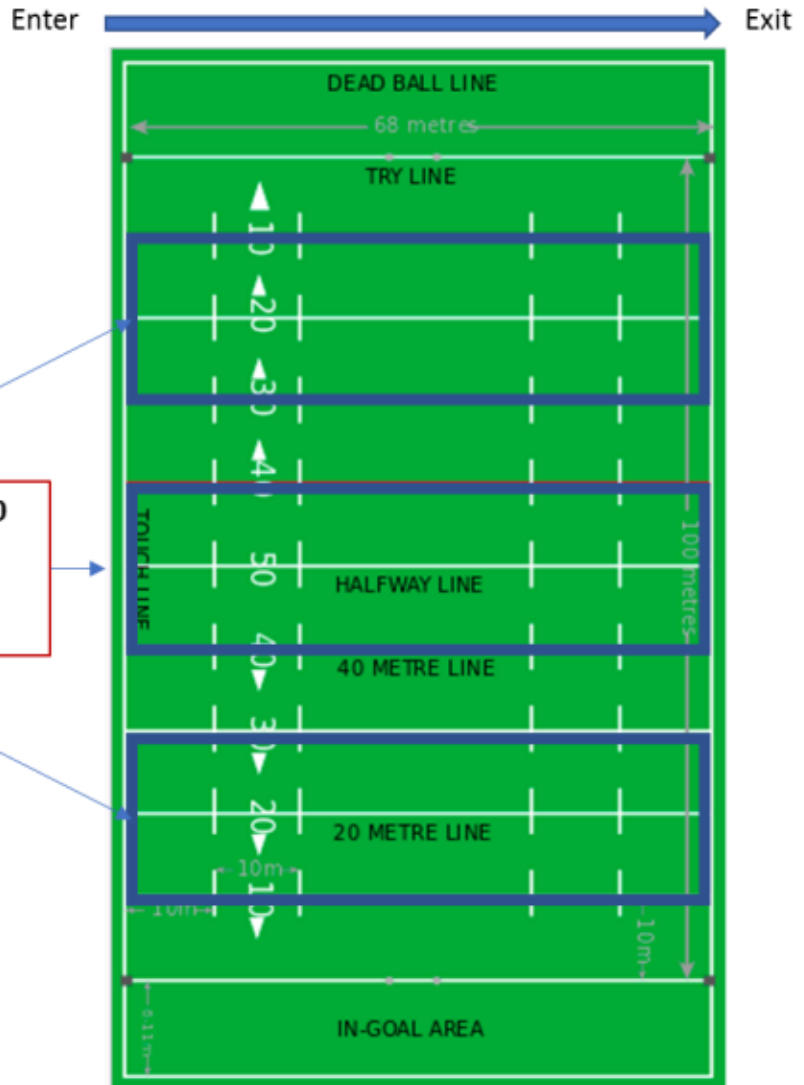 Enter Exit
DEAD BALL LINE
68 metres
TRY LINE
10
20
30
40
0
TOUCH LINE
50
HALFWAY LINE
100 metres
40
40 METRE LINE
30
20
20 METRE LINE
10m
10
10m
10m
IN-GOAL AREA